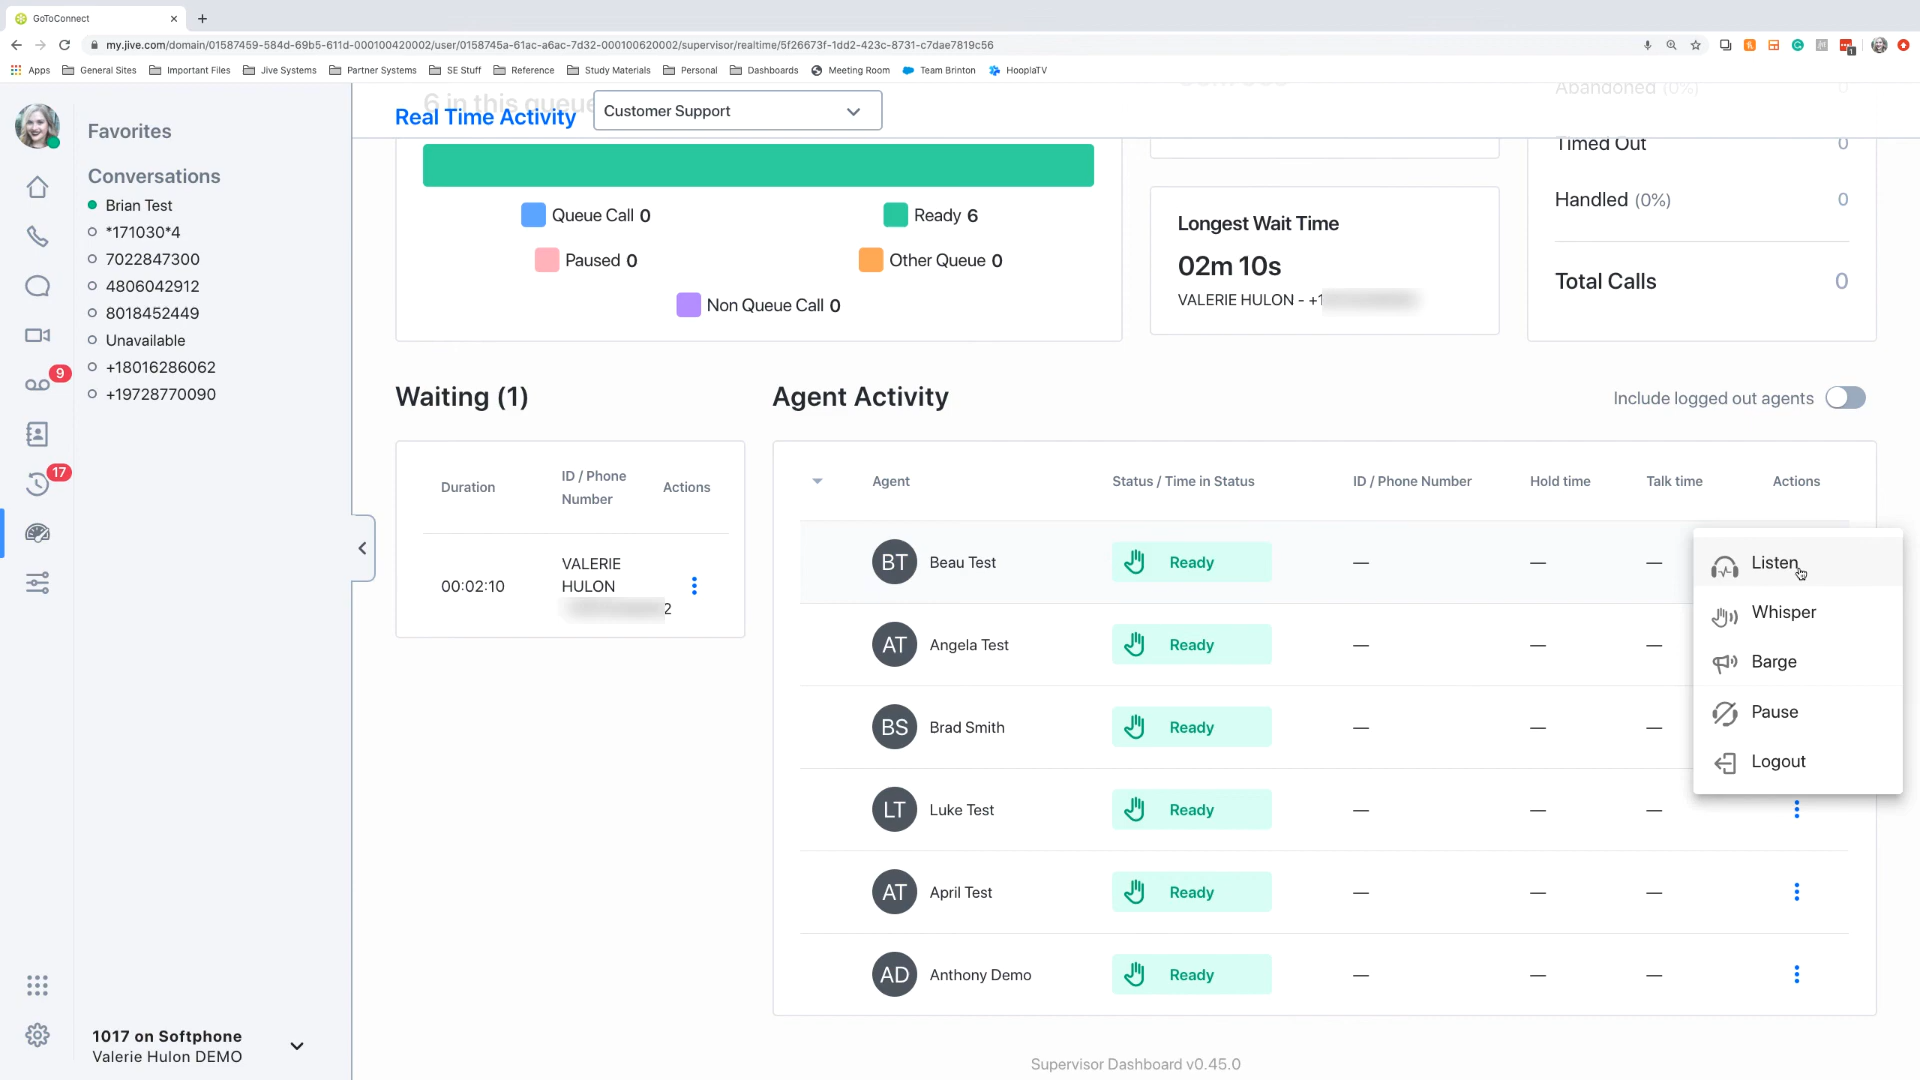 GoToConnect
my.jive.com/domain/01587459-584d-69b5-611d-000100420002/user/0158745a-61ac-a6ac-7d32-000100620002/supervisor/realtime/5f26673f-1dd2-423c-8731-c7dae7819c56
Apps General Sites Important Files Jive Systems Partner Systems SE Stuff Reference Study Materials Personal Dashboards Meeting Room Team Brinton HooplaTV
Favorites
Conversations
Brian Test
*171030*4
7022847300
4806042912
8018452449
Unavailable
+18016286062
+19728770090
9
17
1017 on Softphone
Valerie Hulon DEMO
6 in this queue
Real Time Activity
Customer Support
Queue Call 0
Ready 6
Paused 0
Other Queue 0
Non Queue Call 0
Longest Wait Time
02m 10s
VALERIE HULON - +1
Abandoned (0%) 0
Timed Out 0
Handled (0%) 0
Total Calls 0
Waiting (1)
Duration ID / Phone Number Actions
00:02:10 VALERIE HULON 2
Agent Activity
Include logged out agents
Agent Status / Time in Status ID / Phone Number Hold time Talk time Actions
BT Beau Test Ready — — —
AT Angela Test Ready — — —
BS Brad Smith Ready — — —
LT Luke Test Ready — — —
AT April Test Ready — — —
AD Anthony Demo Ready — — —
Listen
Whisper
Barge
Pause
Logout
Supervisor Dashboard v0.45.0